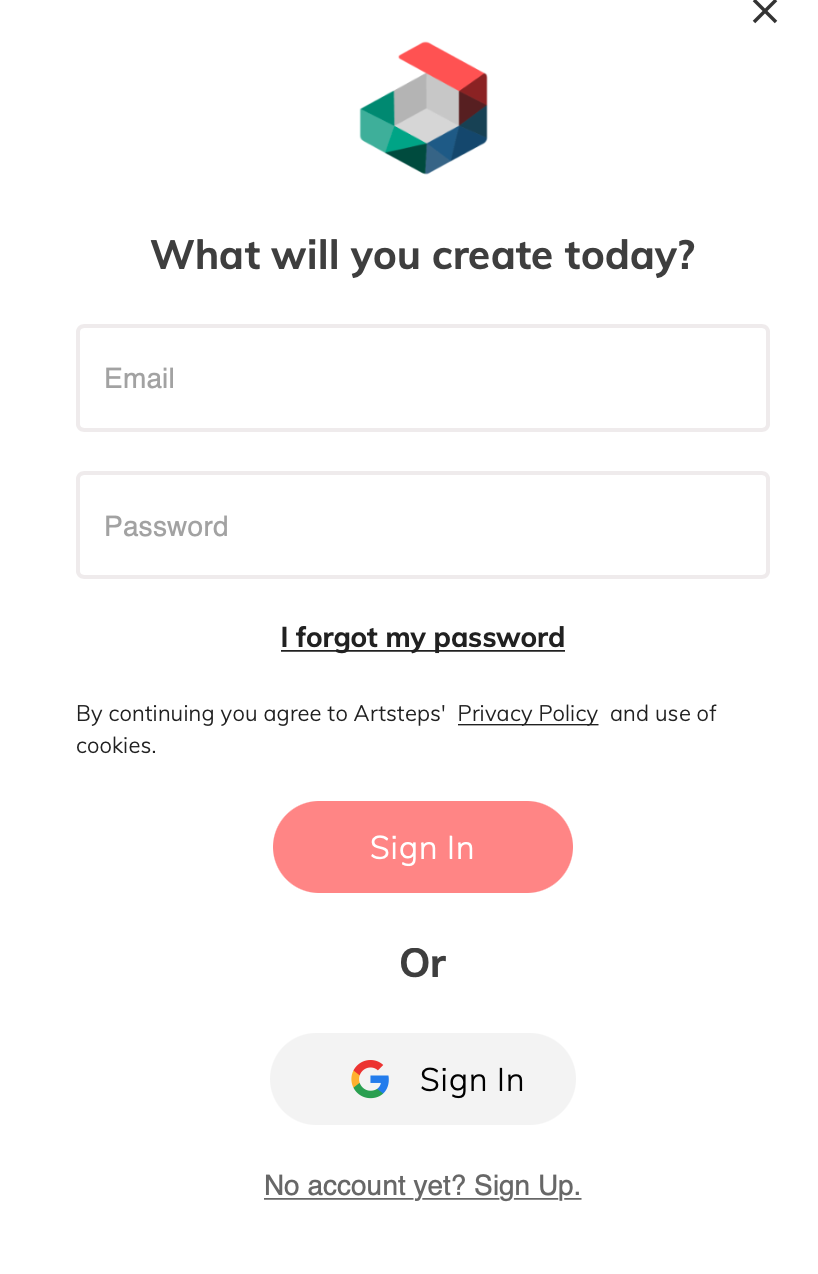 What will you create today?
Email
Password
I forgot my password
By continuing you agree to Artsteps' Privacy Policy and use of
cookies.
Sign In
Or
Sign In
No account yet? Sign Up.